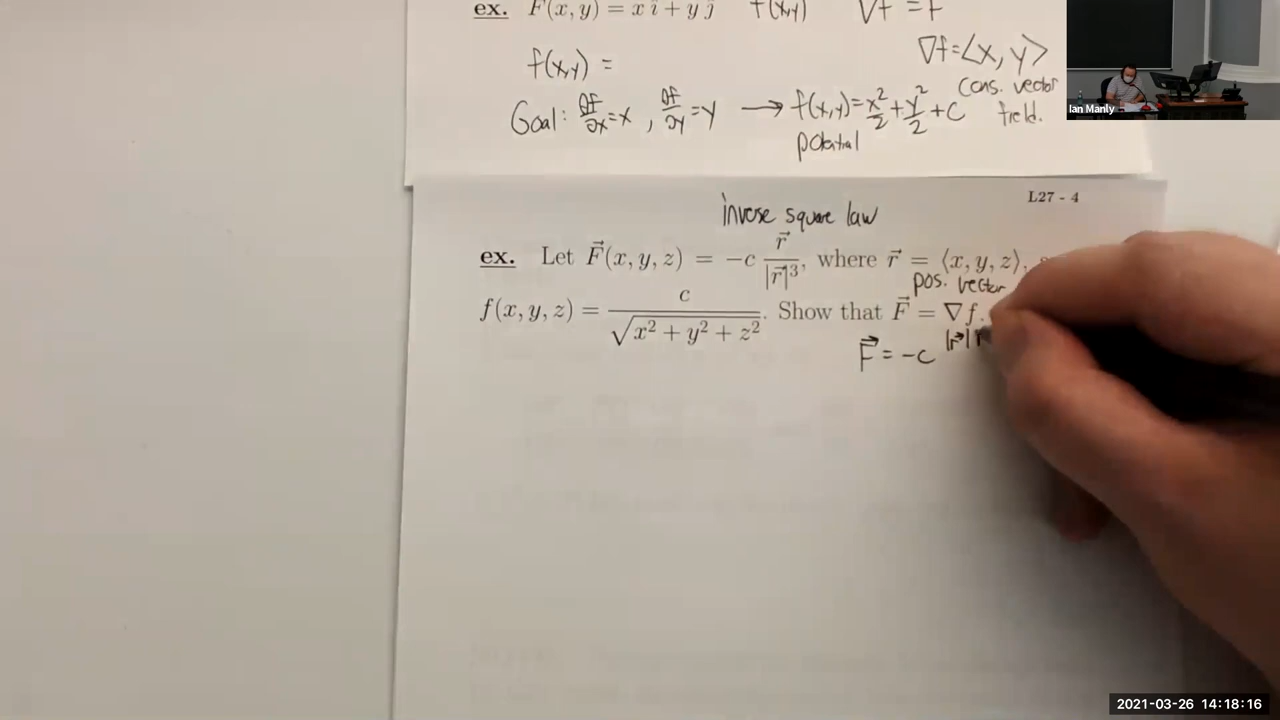 ex. F⃗(x, y) = x i⃗ + y j⃗ f(x,y) ∇f = F⃗
f(x,y) =
∇f = ⟨x, y⟩
cons. vector
field.
Goal: ∂f/∂x = x , ∂f/∂y = y → f(x,y) = x²/2 + y²/2 + C
potential
Ian Manly
L27 - 4
inverse square law
ex. Let F⃗(x, y, z) = −c r⃗/|r⃗|³, where r⃗ = ⟨x, y, z⟩,
pos. vector
f(x, y, z) = c/√(x² + y² + z²). Show that F⃗ = ∇f.
F⃗ = −c |r⃗|
2021-03-26 14:18:16